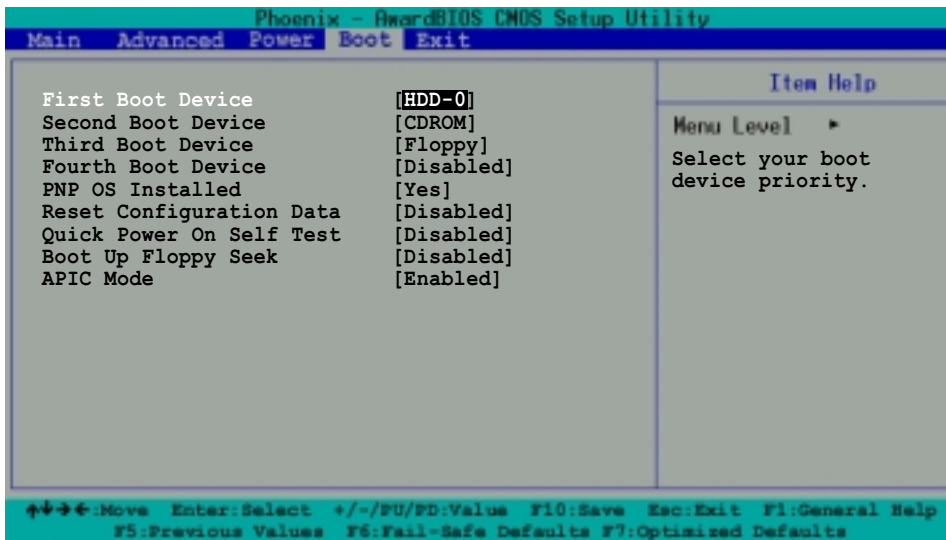 Phoenix - AwardBIOS CMOS Setup Utility
Main Advanced Power Boot Exit
First Boot Device [HDD-0]
Second Boot Device [CDROM]
Third Boot Device [Floppy]
Fourth Boot Device [Disabled]
PNP OS Installed [Yes]
Reset Configuration Data [Disabled]
Quick Power On Self Test [Disabled]
Boot Up Floppy Seek [Disabled]
APIC Mode [Enabled]
Item Help
Menu Level ▸
Select your boot
device priority.
↑↓→←:Move Enter:Select +/-/PU/PD:Value F10:Save Esc:Exit F1:General Help
F5:Previous Values F6:Fail-Safe Defaults F7:Optimized Defaults